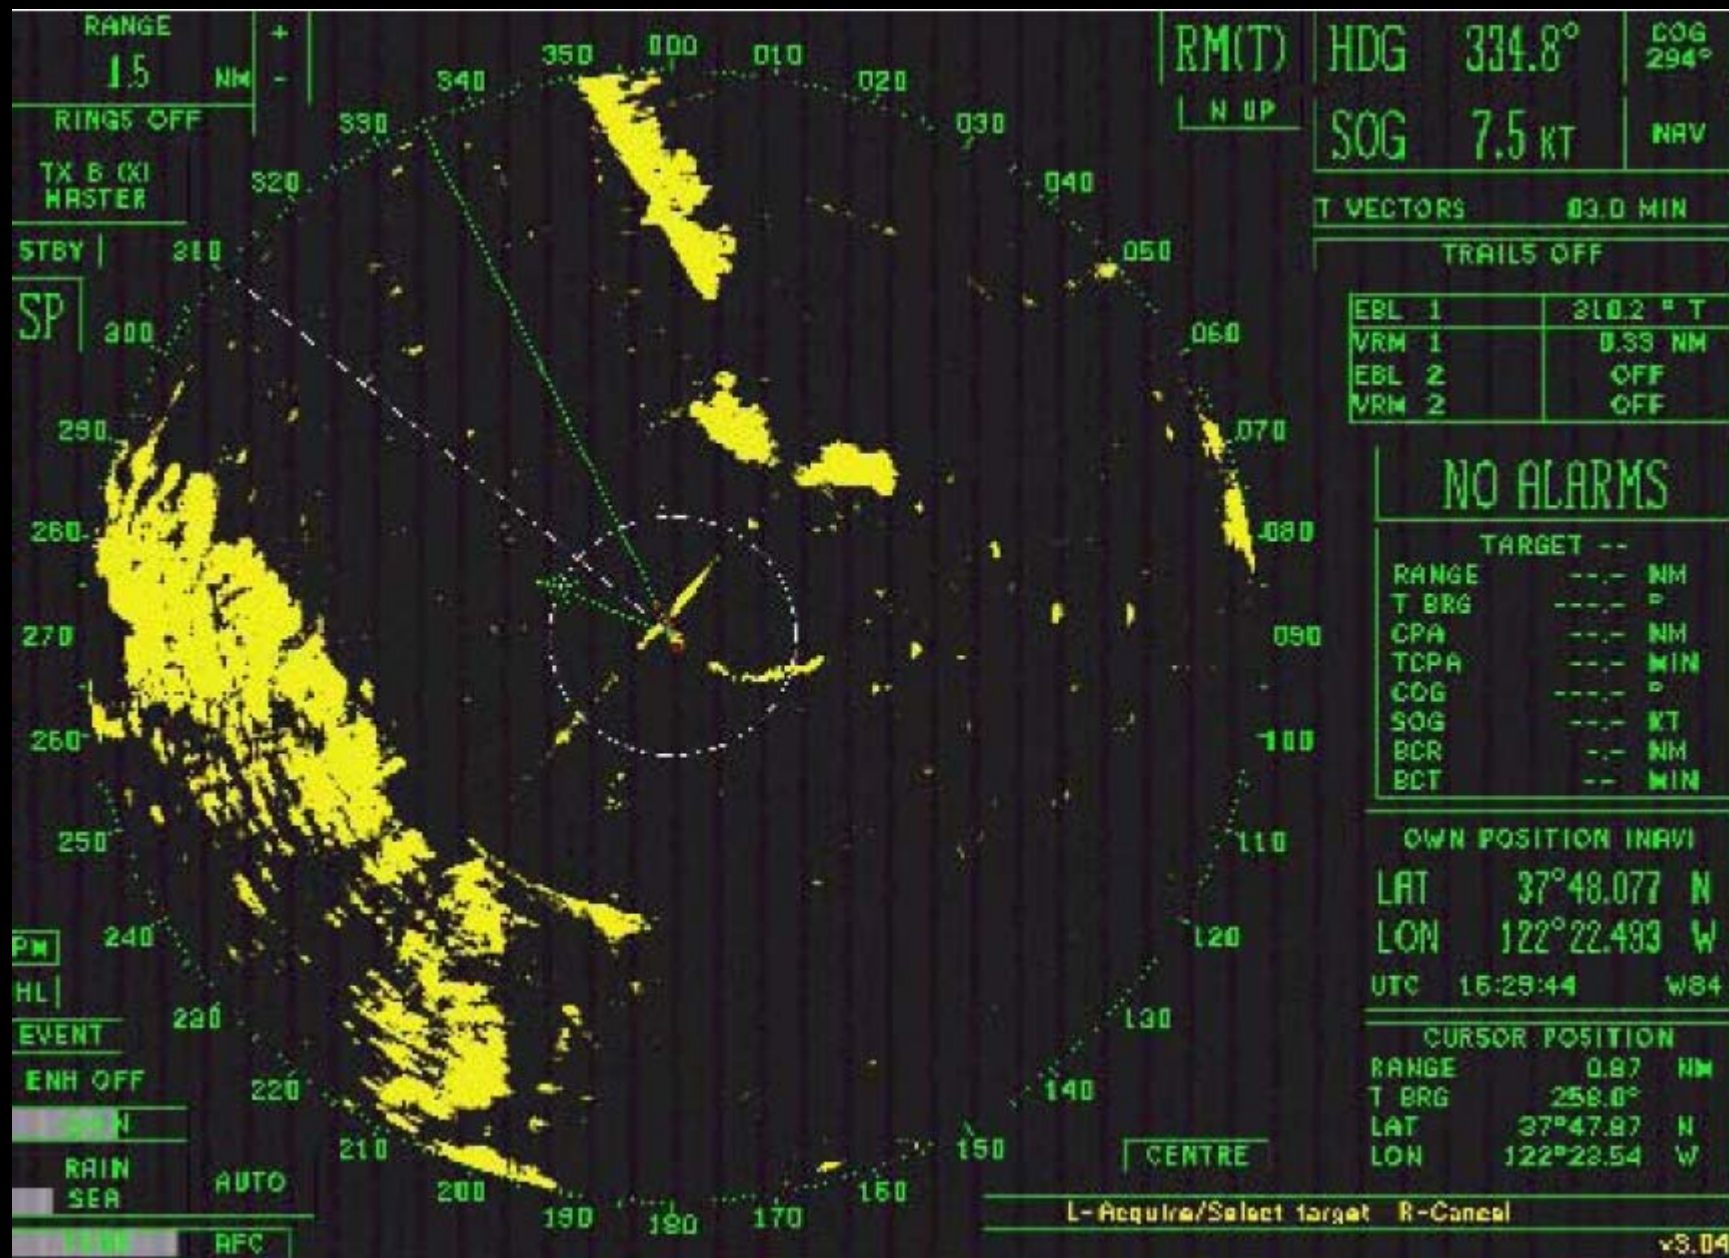 RANGE
1.5 NM
+
-
RINGS OFF
TX B (X)
MASTER
STBY
SP
PM
HL
EVENT
ENH OFF
RAIN
SEA
AUTO
AFC
000
010
020
030
040
050
060
070
080
090
100
110
120
130
140
150
160
170
180
190
200
210
220
230
240
250
260
270
280
290
300
310
320
330
340
350
RM(T)
N UP
HDG 334.8°
COG
294°
SOG 7.5 KT
NAV
T VECTORS 03.0 MIN
TRAILS OFF
EBL 1 310.2 ° T
VRM 1 0.33 NM
EBL 2 OFF
VRM 2 OFF
NO ALARMS
TARGET --
RANGE --.- NM
T BRG ---.- °
CPA --.- NM
TCPA --.- MIN
COG ---.- °
SOG --.- KT
BCR -.- NM
BCT -- MIN
OWN POSITION
LAT 37°48.077 N
LON 122°22.493 W
UTC 15:29:44 W84
CURSOR POSITION
RANGE 0.87 NM
T BRG 258.0°
LAT 37°47.87 N
LON 122°23.54 W
CENTRE
L-Acquire/Select target R-Cancel
v3.04